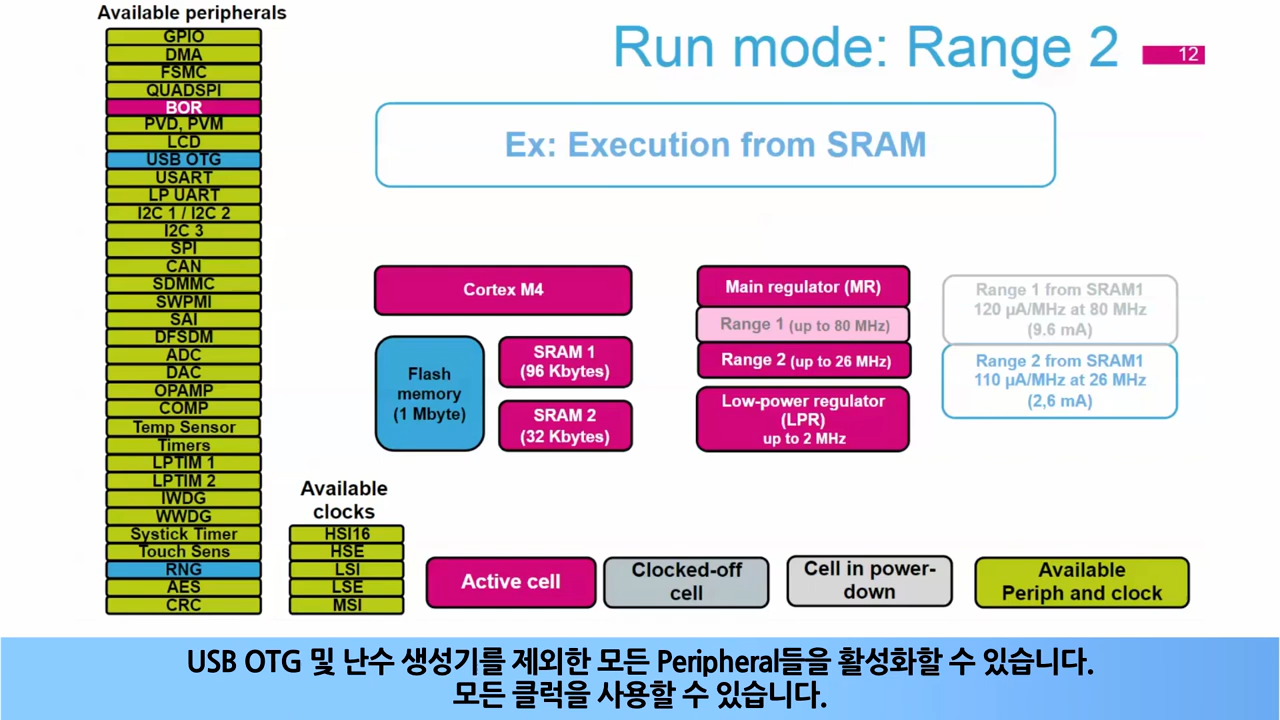 Available peripherals
GPIO
DMA
FSMC
QUADSPI
BOR
PVD, PVM
LCD
USB OTG
USART
LP UART
I2C 1 / I2C 2
I2C 3
SPI
CAN
SDMMC
SWPMI
SAI
DFSDM
ADC
DAC
OPAMP
COMP
Temp Sensor
Timers
LPTIM 1
LPTIM 2
IWDG
WWDG
Systick Timer
Touch Sens
RNG
AES
CRC
Available
clocks
HSI16
HSE
LSI
LSE
MSI
Run mode: Range 2
12
Ex: Execution from SRAM
Cortex M4
Flash
memory
(1 Mbyte)
SRAM 1
(96 Kbytes)
SRAM 2
(32 Kbytes)
Main regulator (MR)
Range 1 (up to 80 MHz)
Range 2 (up to 26 MHz)
Low-power regulator
(LPR)
up to 2 MHz
Range 1 from SRAM1
120 µA/MHz at 80 MHz
(9.6 mA)
Range 2 from SRAM1
110 µA/MHz at 26 MHz
(2,6 mA)
Active cell
Clocked-off
cell
Cell in power-
down
Available
Periph and clock
USB OTG 및 난수 생성기를 제외한 모든 Peripheral들을 활성화할 수 있습니다.
모든 클럭을 사용할 수 있습니다.